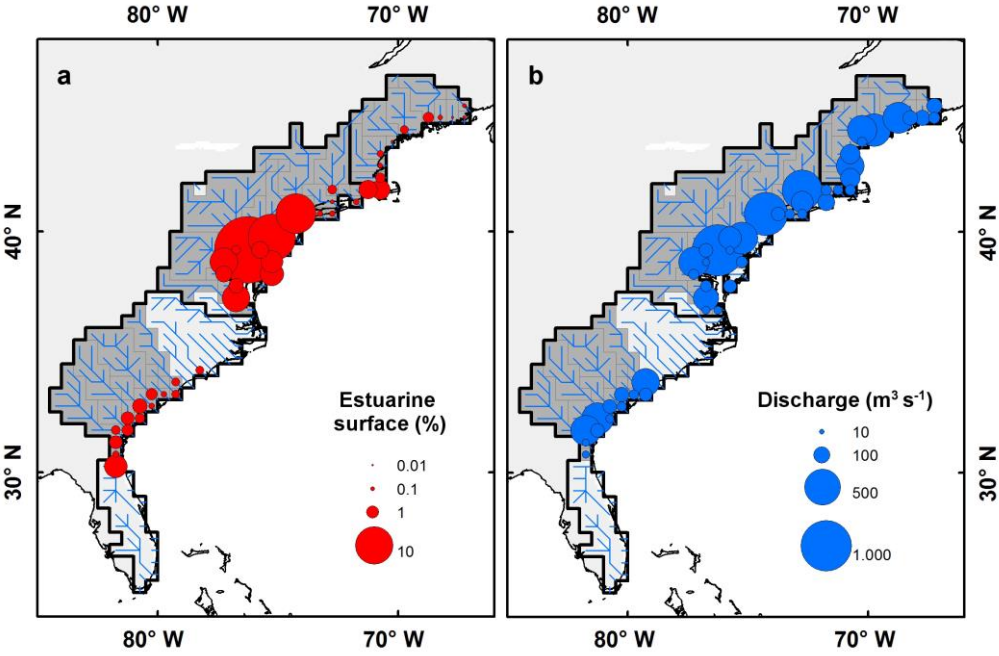 80° W 70° W 80° W 70° W
a b
40° N 40° N
Estuarine
surface (%)
0.01
0.1
1
10
Discharge (m³ s⁻¹)
10
100
500
1.000
30° N 30° N
80° W 70° W 80° W 70° W